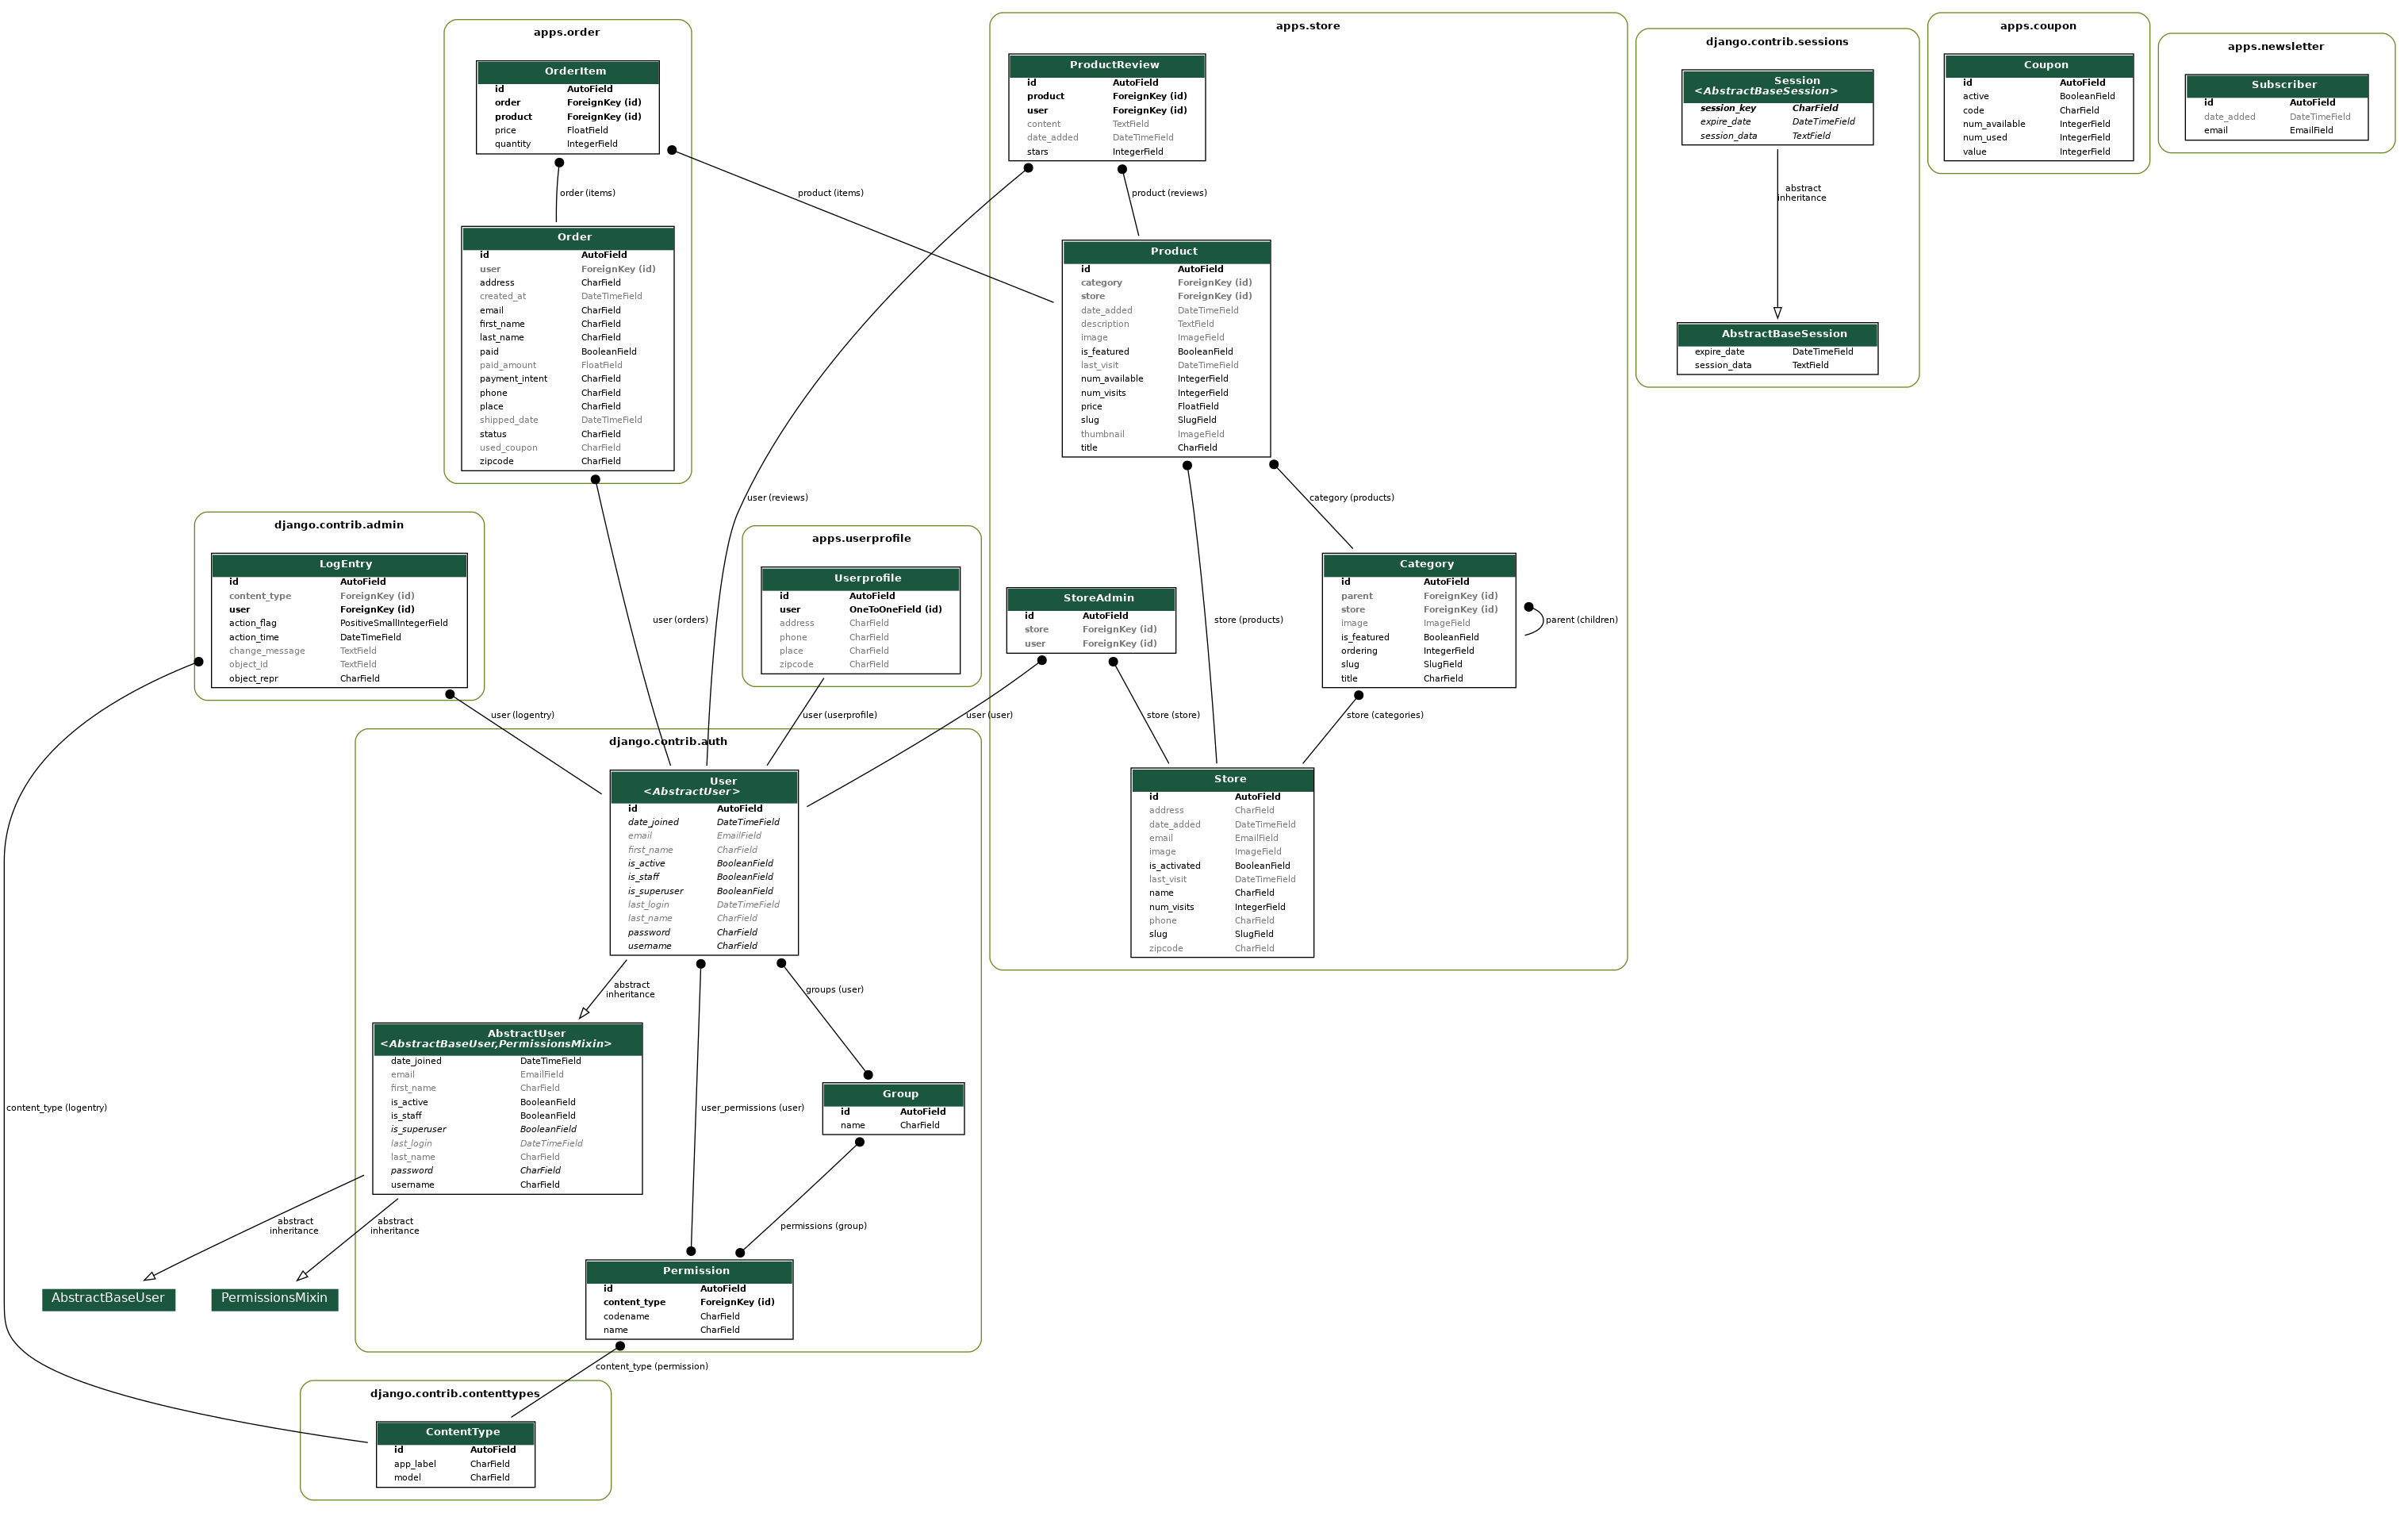 apps.order
OrderItem
id AutoField
order ForeignKey (id)
product ForeignKey (id)
price FloatField
quantity IntegerField
order (items)
product (items)
Order
id AutoField
user ForeignKey (id)
address CharField
created_at DateTimeField
email CharField
first_name CharField
last_name CharField
paid BooleanField
paid_amount FloatField
payment_intent CharField
phone CharField
place CharField
shipped_date DateTimeField
status CharField
used_coupon CharField
zipcode CharField
apps.store
ProductReview
id AutoField
product ForeignKey (id)
user ForeignKey (id)
content TextField
date_added DateTimeField
stars IntegerField
product (reviews)
Product
id AutoField
category ForeignKey (id)
store ForeignKey (id)
date_added DateTimeField
description TextField
image ImageField
is_featured BooleanField
last_visit DateTimeField
num_available IntegerField
num_visits IntegerField
price FloatField
slug SlugField
thumbnail ImageField
title CharField
user (reviews)
category (products)
StoreAdmin
id AutoField
store ForeignKey (id)
user ForeignKey (id)
store (products)
Category
id AutoField
parent ForeignKey (id)
store ForeignKey (id)
image ImageField
is_featured BooleanField
ordering IntegerField
slug SlugField
title CharField
parent (children)
user (user)
store (store)
store (categories)
Store
id AutoField
address CharField
date_added DateTimeField
email EmailField
image ImageField
is_activated BooleanField
last_visit DateTimeField
name CharField
num_visits IntegerField
phone CharField
slug SlugField
zipcode CharField
django.contrib.sessions
Session
<AbstractBaseSession>
session_key CharField
expire_date DateTimeField
session_data TextField
abstract
inheritance
AbstractBaseSession
expire_date DateTimeField
session_data TextField
apps.coupon
Coupon
id AutoField
active BooleanField
code CharField
num_available IntegerField
num_used IntegerField
value IntegerField
apps.newsletter
Subscriber
id AutoField
date_added DateTimeField
email EmailField
django.contrib.admin
LogEntry
id AutoField
content_type ForeignKey (id)
user ForeignKey (id)
action_flag PositiveSmallIntegerField
action_time DateTimeField
change_message TextField
object_id TextField
object_repr CharField
user (logentry)
user (orders)
apps.userprofile
Userprofile
id AutoField
user OneToOneField (id)
address CharField
phone CharField
place CharField
zipcode CharField
user (userprofile)
django.contrib.auth
User
<AbstractUser>
id AutoField
date_joined DateTimeField
email EmailField
first_name CharField
is_active BooleanField
is_staff BooleanField
is_superuser BooleanField
last_login DateTimeField
last_name CharField
password CharField
username CharField
abstract
inheritance
groups (user)
AbstractUser
<AbstractBaseUser,PermissionsMixin>
date_joined DateTimeField
email EmailField
first_name CharField
is_active BooleanField
is_staff BooleanField
is_superuser BooleanField
last_login DateTimeField
last_name CharField
password CharField
username CharField
content_type (logentry)
user_permissions (user)
Group
id AutoField
name CharField
abstract
inheritance
abstract
inheritance
permissions (group)
AbstractBaseUser
PermissionsMixin
Permission
id AutoField
content_type ForeignKey (id)
codename CharField
name CharField
content_type (permission)
django.contrib.contenttypes
ContentType
id AutoField
app_label CharField
model CharField